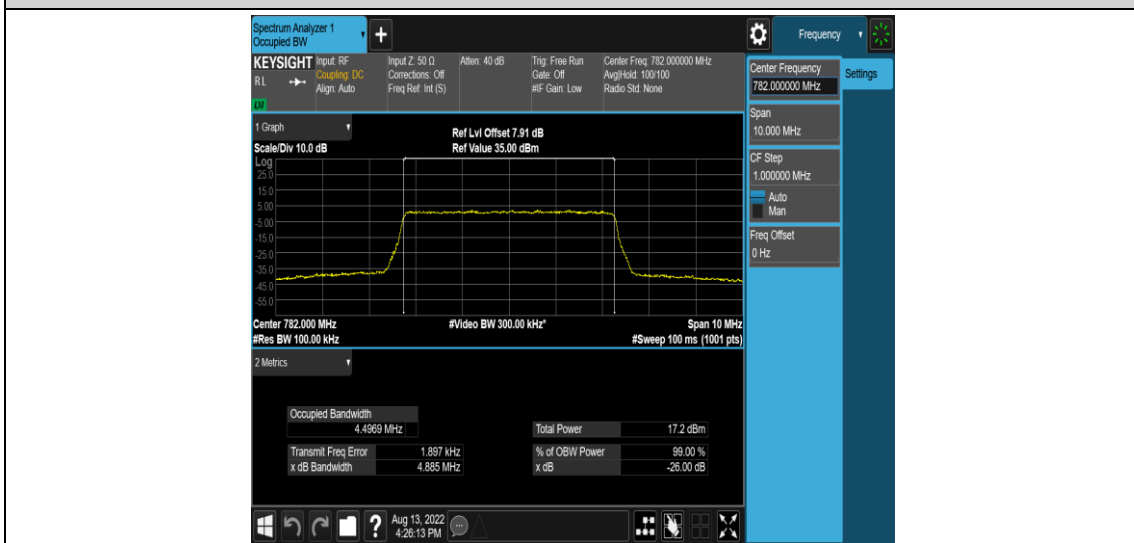 Spectrum Analyzer 1
Occupied BW
+
Frequency
KEYSIGHT
RL
LXI
Input: RF
Coupling: DC
Align: Auto
Input Z: 50 Ω
Corrections: Off
Freq Ref: Int (S)
Atten: 40 dB
Trig: Free Run
Gate: Off
#IF Gain: Low
Center Freq: 782.000000 MHz
Avg|Hold: 100/100
Radio Std: None
Center Frequency
782.000000 MHz
Settings
Span
10.000 MHz
CF Step
1.000000 MHz
Auto
Man
Freq Offset
0 Hz
1 Graph
Scale/Div 10.0 dB
Ref Lvl Offset 7.91 dB
Ref Value 35.00 dBm
Log
25.0
15.0
5.00
-5.00
-15.0
-25.0
-35.0
-45.0
-55.0
Center 782.000 MHz
#Res BW 100.00 kHz
#Video BW 300.00 kHz*
Span 10 MHz
#Sweep 100 ms (1001 pts)
2 Metrics
Occupied Bandwidth
4.4969 MHz
Transmit Freq Error 1.897 kHz
x dB Bandwidth 4.885 MHz
Total Power 17.2 dBm
% of OBW Power 99.00 %
x dB -26.00 dB
?
Aug 13, 2022
4:26:13 PM